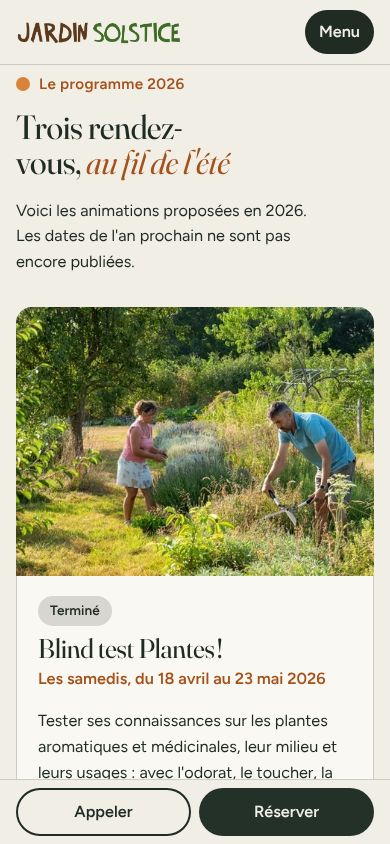 JARDIN SOLSTICE
Menu
Le programme 2026
Trois rendez-
vous, au fil de l'été
Voici les animations proposées en 2026.
Les dates de l'an prochain ne sont pas
encore publiées.
Terminé
Blind test Plantes !
Les samedis, du 18 avril au 23 mai 2026
Tester ses connaissances sur les plantes
aromatiques et médicinales, leur milieu et
leurs usages : avec l'odorat, le toucher, la
Appeler
Réserver